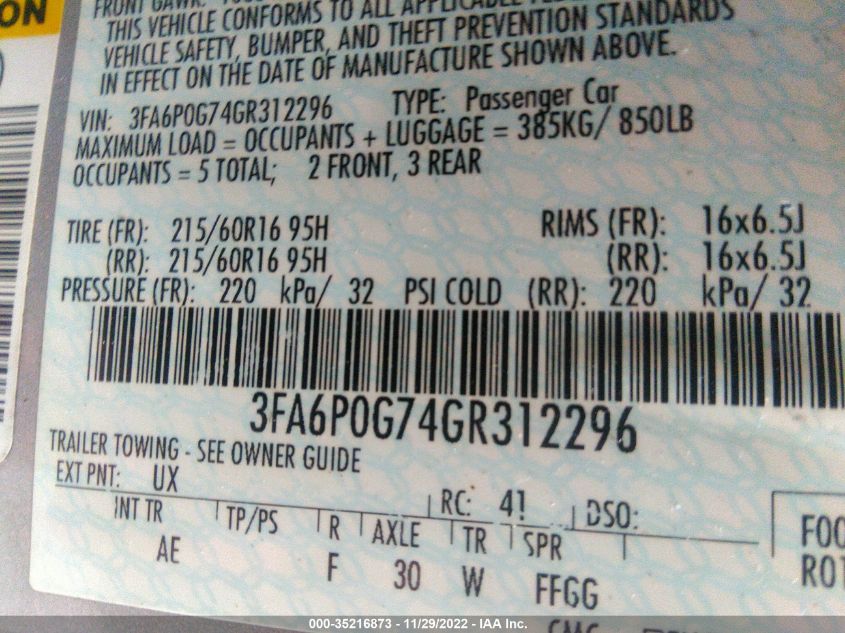 ON
FRONT GAWR:
THIS VEHICLE CONFORMS TO ALL APPLICABLE
VEHICLE SAFETY, BUMPER, AND THEFT PREVENTION STANDARDS
IN EFFECT ON THE DATE OF MANUFACTURE SHOWN ABOVE.
VIN: 3FA6P0G74GR312296 TYPE: Passenger Car
MAXIMUM LOAD = OCCUPANTS + LUGGAGE = 385KG/ 850LB
OCCUPANTS = 5 TOTAL; 2 FRONT, 3 REAR
TIRE (FR): 215/60R16 95H RIMS (FR): 16x6.5J
(RR): 215/60R16 95H (RR): 16x6.5J
PRESSURE (FR): 220 kPa/ 32 PSI COLD (RR): 220 kPa/ 32
3FA6P0G74GR312296
TRAILER TOWING - SEE OWNER GUIDE
EXT PNT: UX RC: 41 DSO:
INT TR TP/PS R AXLE TR SPR
AE F 30 W FFGG
FOO
ROT
000-35216873 - 11/29/2022 - IAA Inc.